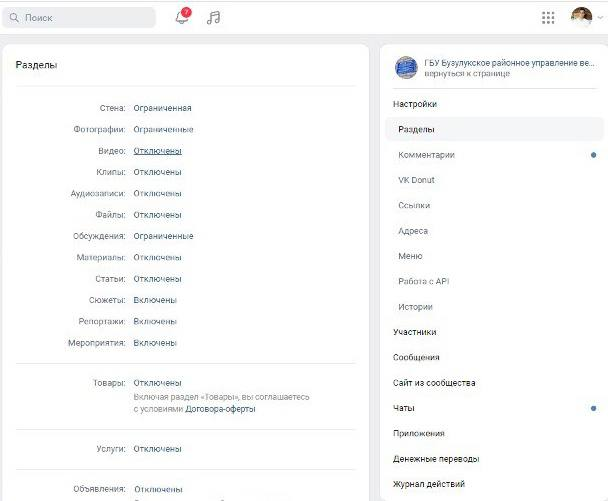 Поиск
7
Разделы
Стена: Ограниченная
Фотографии: Ограниченные
Видео: Отключены
Клипы: Отключены
Аудиозаписи: Отключены
Файлы: Отключены
Обсуждения: Ограниченные
Материалы: Отключены
Статьи: Отключены
Сюжеты: Включены
Репортажи: Включены
Мероприятия: Включены
Товары: Отключены
Включая раздел «Товары», вы соглашаетесь
с условиями Договора-оферты
Услуги: Отключены
Объявления: Отключены
ГБУ Бузулукское районное управление ве...
вернуться к странице
Настройки
Разделы
Комментарии
VK Donut
Ссылки
Адреса
Меню
Работа с API
Истории
Участники
Сообщения
Сайт из сообщества
Чаты
Приложения
Денежные переводы
Журнал действий